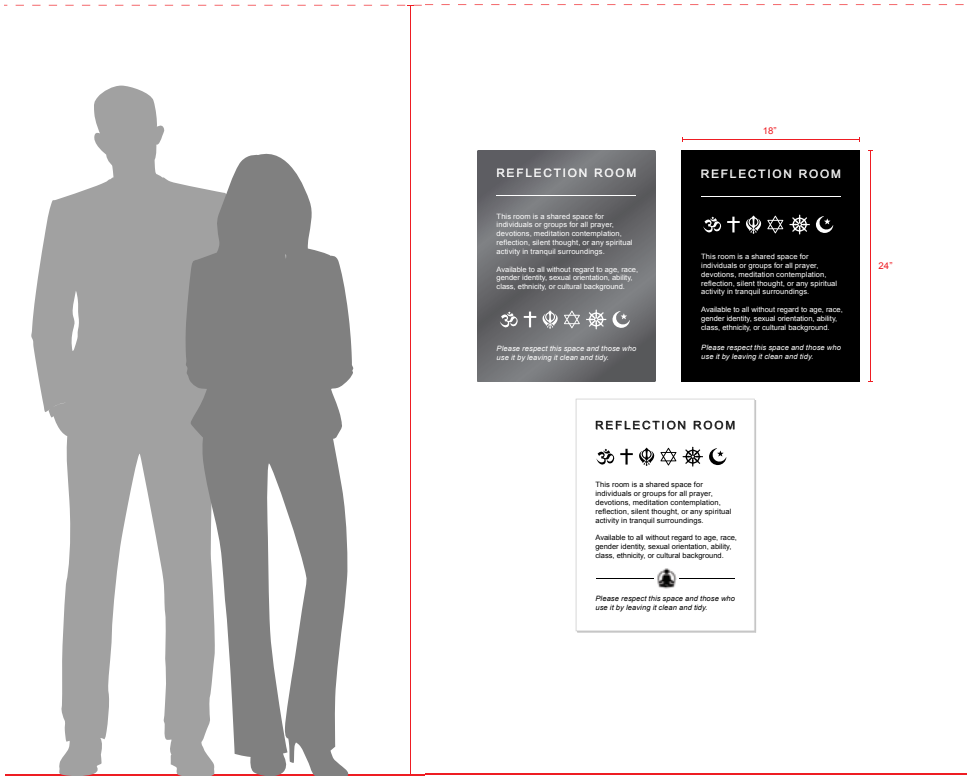 18"
REFLECTION ROOM
This room is a shared space for
individuals or groups for all prayer,
devotions, meditation contemplation,
reflection, silent thought, or any spiritual
activity in tranquil surroundings.
Available to all without regard to age, race,
gender identity, sexual orientation, ability,
class, ethnicity, or cultural background.
Please respect this space and those who
use it by leaving it clean and tidy.
REFLECTION ROOM
This room is a shared space for
individuals or groups for all prayer,
devotions, meditation contemplation,
reflection, silent thought, or any spiritual
activity in tranquil surroundings.
Available to all without regard to age, race,
gender identity, sexual orientation, ability,
class, ethnicity, or cultural background.
Please respect this space and those who
use it by leaving it clean and tidy.
24"
REFLECTION ROOM
This room is a shared space for
individuals or groups for all prayer,
devotions, meditation contemplation,
reflection, silent thought, or any spiritual
activity in tranquil surroundings.
Available to all without regard to age, race,
gender identity, sexual orientation, ability,
class, ethnicity, or cultural background.
Please respect this space and those who
use it by leaving it clean and tidy.